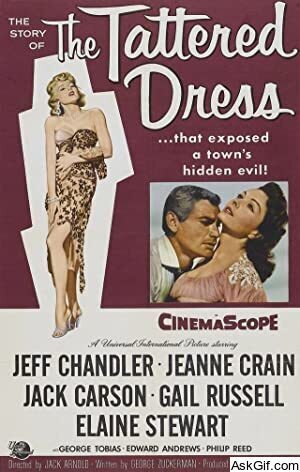 THE
STORY
OF
The Tattered
Dress
...that exposed
a town's
hidden evil!
CINEMASCOPE
A Universal International Picture starring
JEFF CHANDLER · JEANNE CRAIN
JACK CARSON · GAIL RUSSELL
ELAINE STEWART
with GEORGE TOBIAS · EDWARD ANDREWS · PHILIP REED
Directed by JACK ARNOLD · Written by GEORGE ZUCKERMAN · Produced
AskGif.com